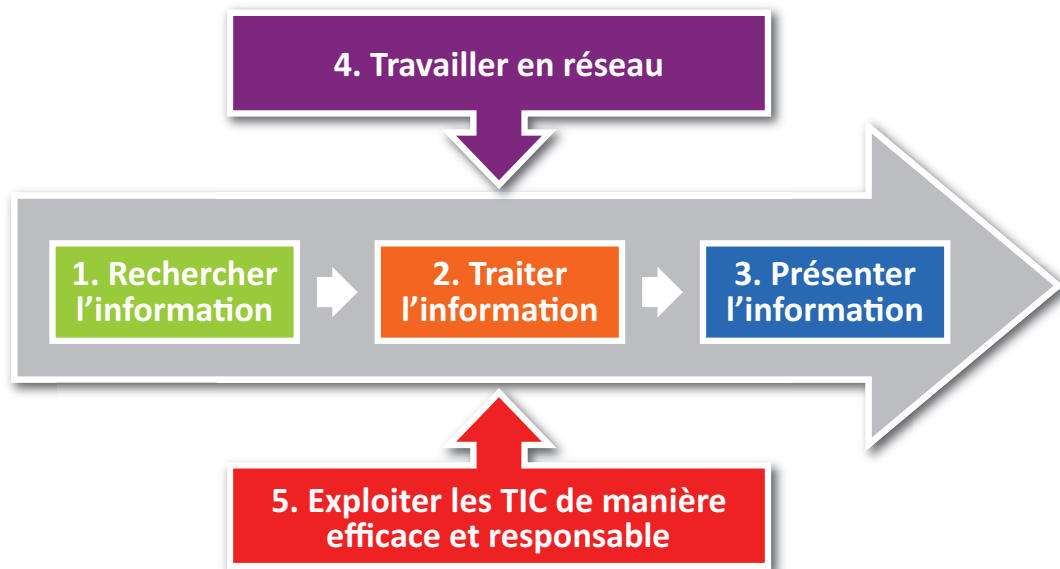 4. Travailler en réseau
1. Rechercher
l’information
2. Traiter
l’information
3. Présenter
l’information
5. Exploiter les TIC de manière
efficace et responsable